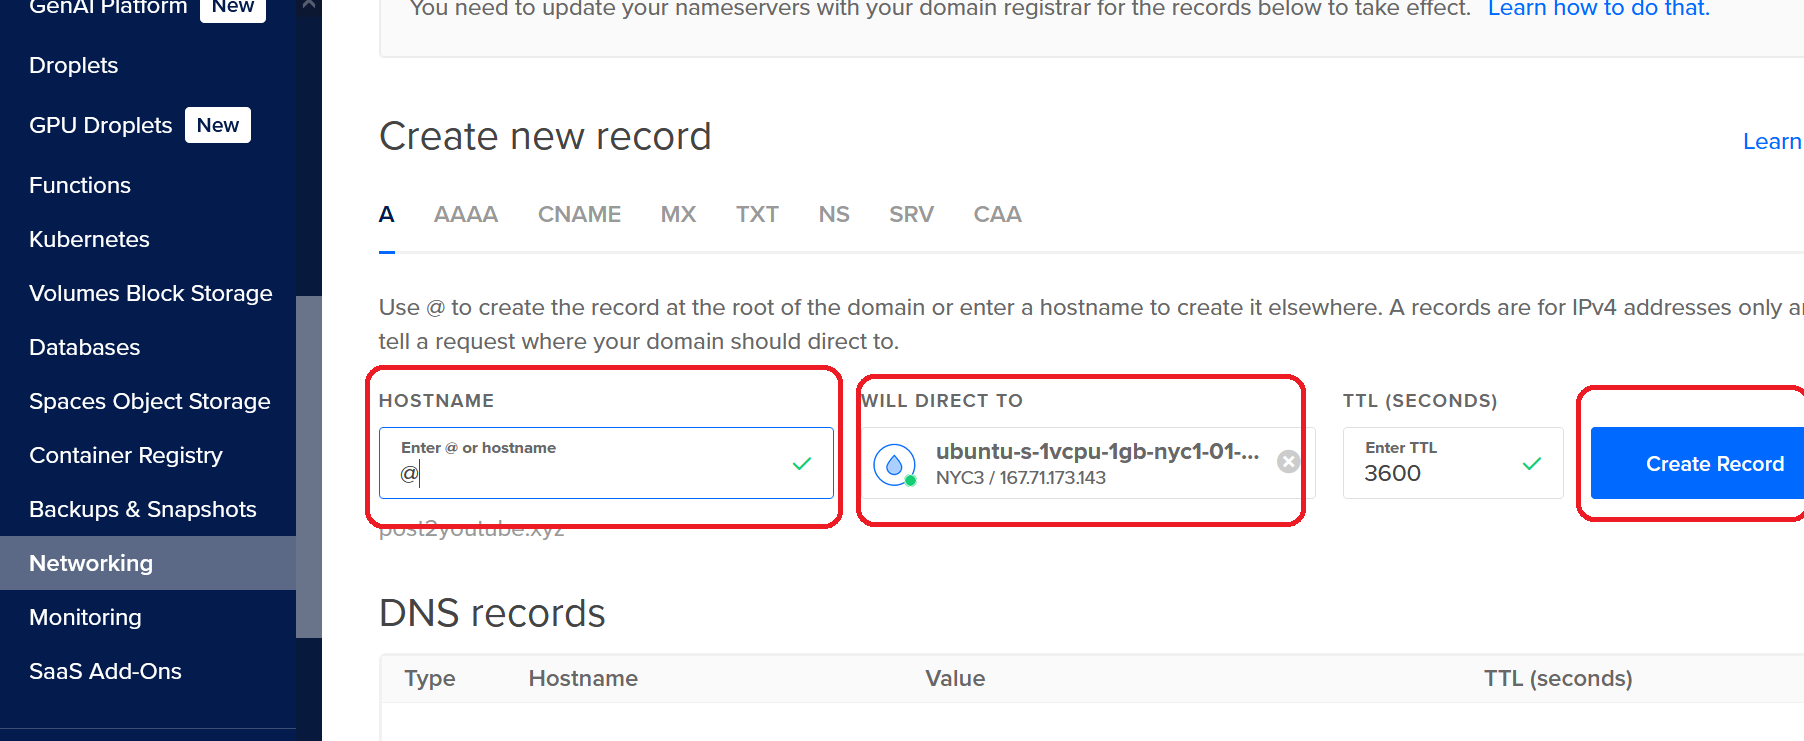 GenAI Platform New
Droplets
GPU Droplets New
Functions
Kubernetes
Volumes Block Storage
Databases
Spaces Object Storage
Container Registry
Backups & Snapshots
Networking
Monitoring
SaaS Add-Ons
You need to update your nameservers with your domain registrar for the records below to take effect. Learn how to do that.
Create new record
Learn
A AAAA CNAME MX TXT NS SRV CAA
Use @ to create the record at the root of the domain or enter a hostname to create it elsewhere. A records are for IPv4 addresses only a
tell a request where your domain should direct to.
HOSTNAME WILL DIRECT TO TTL (SECONDS)
Enter @ or hostname
@
ubuntu-s-1vcpu-1gb-nyc1-01-...
NYC3 / 167.71.173.143
Enter TTL
3600
Create Record
post2youtube.xyz
DNS records
Type Hostname Value TTL (seconds)